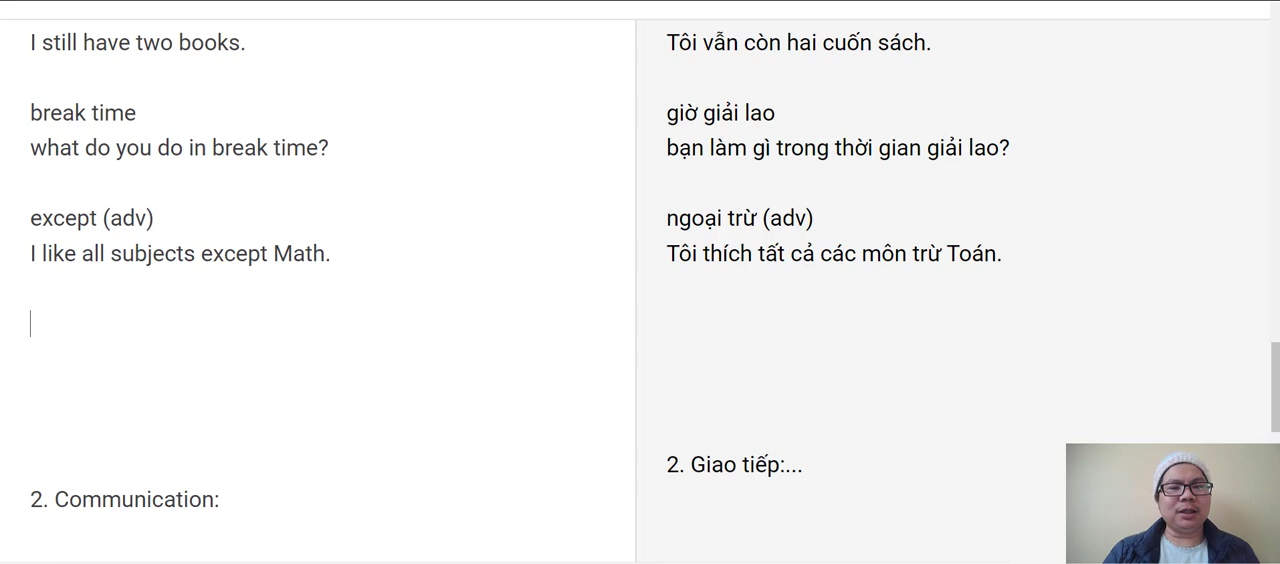 I still have two books.
break time
what do you do in break time?
except (adv)
I like all subjects except Math.
2. Communication:
Tôi vẫn còn hai cuốn sách.
giờ giải lao
bạn làm gì trong thời gian giải lao?
ngoại trừ (adv)
Tôi thích tất cả các môn trừ Toán.
2. Giao tiếp:...